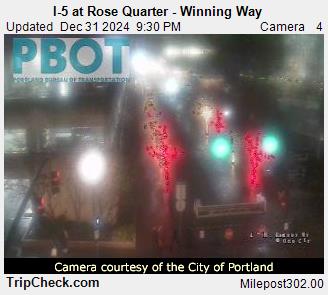 I-5 at Rose Quarter - Winning Way
Updated Dec 31 2024 9:30 PM Camera 4
PBOT
PORTLAND BUREAU OF TRANSPORTATION
Camera courtesy of the City of Portland
TripCheck.com Milepost302.00